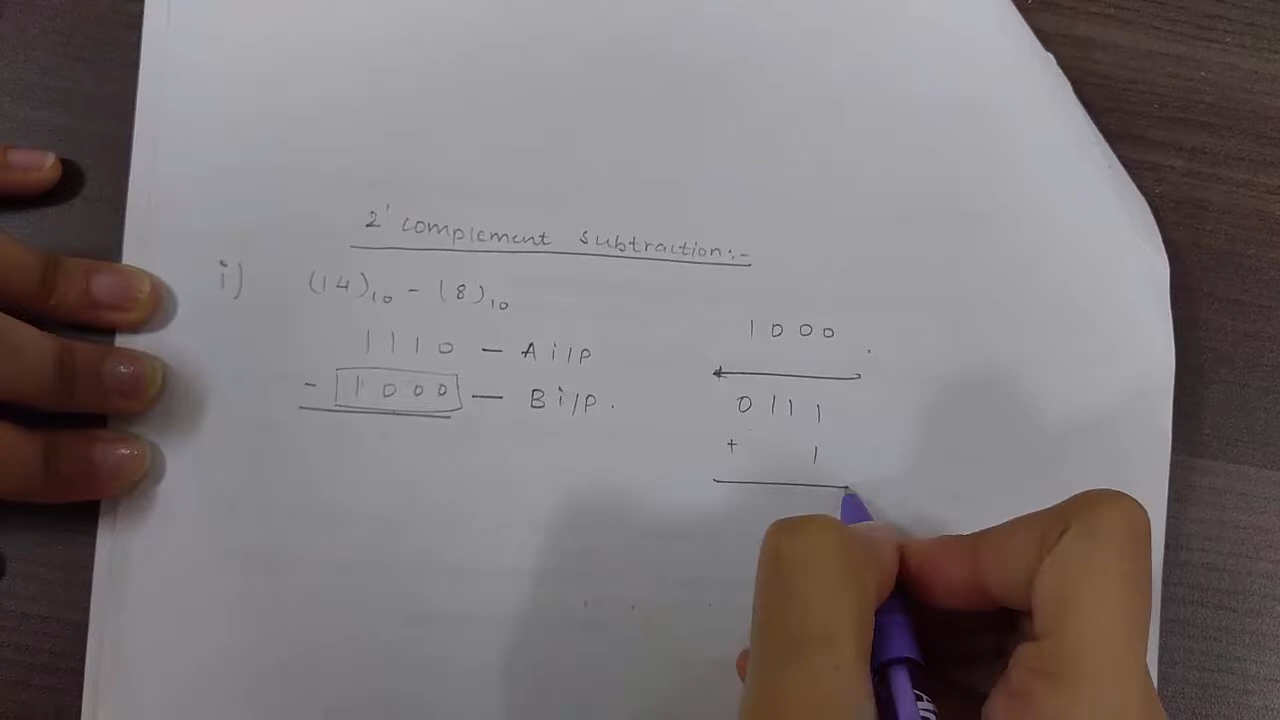 2' complement subtraction:-
i) (14)10 - (8)10
1110 — A i/p
- 1000 — B i/p.
1000.
0111
+ 1